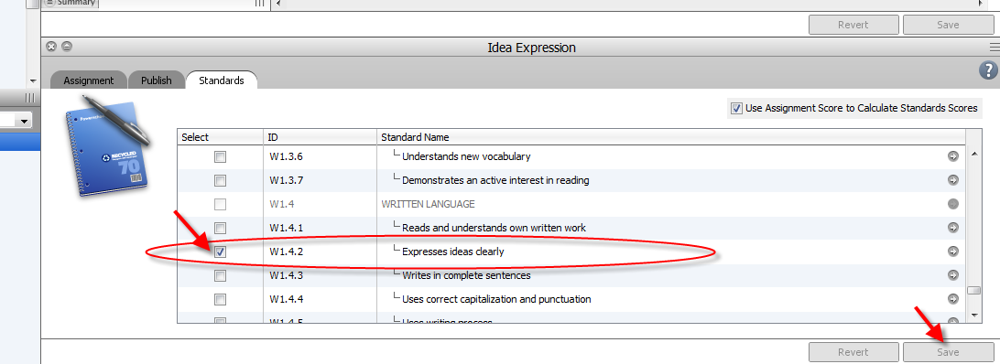 Summary
Revert Save
Idea Expression
?
Assignment Publish Standards
Powerschool
RECYCLED
70
Use Assignment Score to Calculate Standards Scores
Select ID Standard Name
W1.3.6 Understands new vocabulary
W1.3.7 Demonstrates an active interest in reading
W1.4 WRITTEN LANGUAGE
W1.4.1 Reads and understands own written work
W1.4.2 Expresses ideas clearly
W1.4.3 Writes in complete sentences
W1.4.4 Uses correct capitalization and punctuation
W1.4.5 Uses writing process
Revert Save